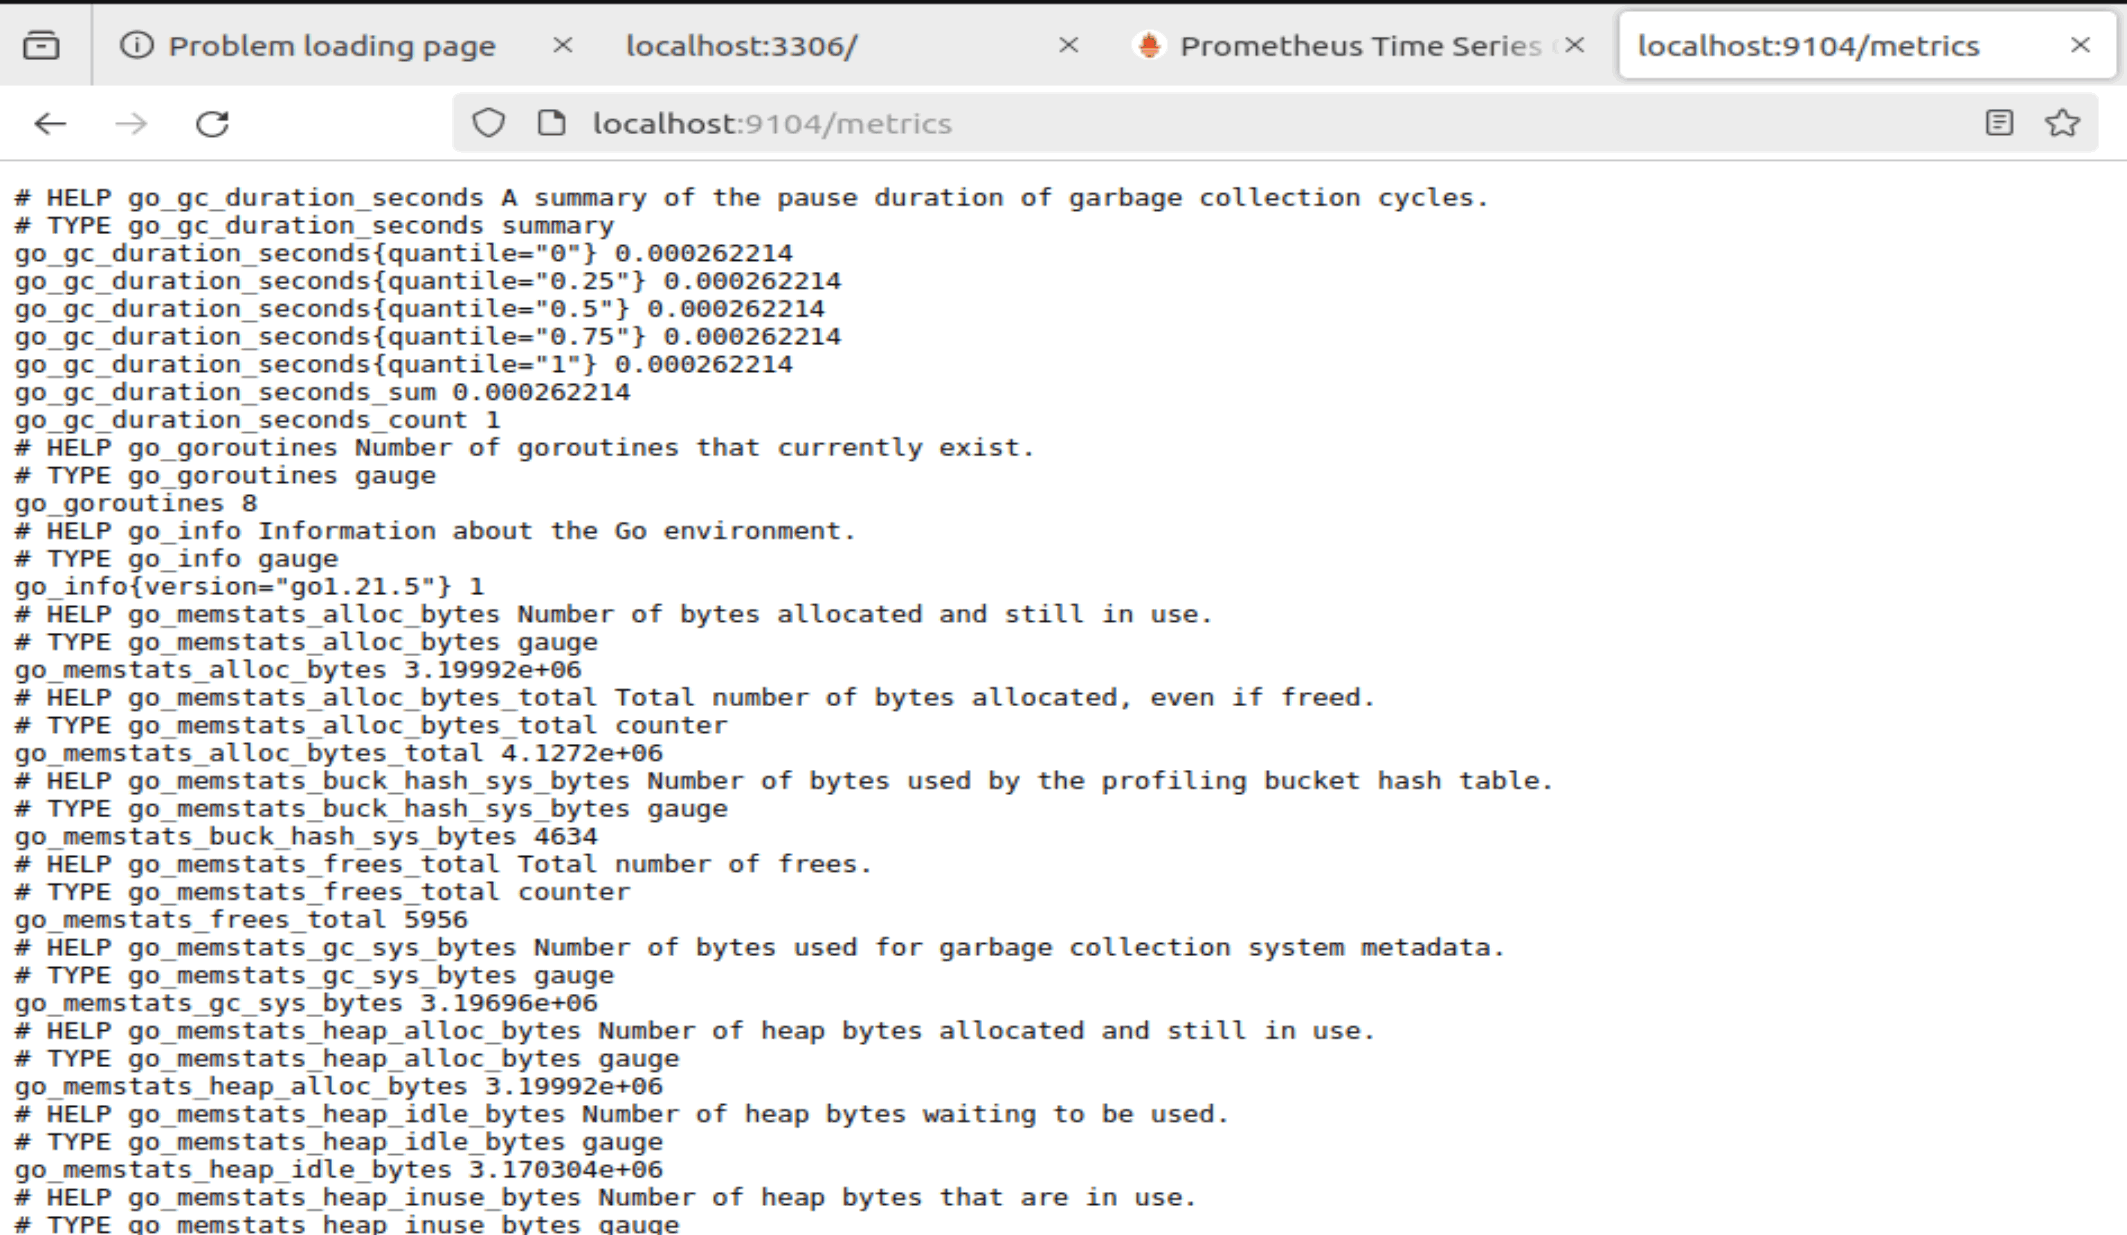 Problem loading page
localhost:3306/
Prometheus Time Series
localhost:9104/metrics
localhost:9104/metrics
# HELP go_gc_duration_seconds A summary of the pause duration of garbage collection cycles.
# TYPE go_gc_duration_seconds summary
go_gc_duration_seconds{quantile="0"} 0.000262214
go_gc_duration_seconds{quantile="0.25"} 0.000262214
go_gc_duration_seconds{quantile="0.5"} 0.000262214
go_gc_duration_seconds{quantile="0.75"} 0.000262214
go_gc_duration_seconds{quantile="1"} 0.000262214
go_gc_duration_seconds_sum 0.000262214
go_gc_duration_seconds_count 1
# HELP go_goroutines Number of goroutines that currently exist.
# TYPE go_goroutines gauge
go_goroutines 8
# HELP go_info Information about the Go environment.
# TYPE go_info gauge
go_info{version="go1.21.5"} 1
# HELP go_memstats_alloc_bytes Number of bytes allocated and still in use.
# TYPE go_memstats_alloc_bytes gauge
go_memstats_alloc_bytes 3.19992e+06
# HELP go_memstats_alloc_bytes_total Total number of bytes allocated, even if freed.
# TYPE go_memstats_alloc_bytes_total counter
go_memstats_alloc_bytes_total 4.1272e+06
# HELP go_memstats_buck_hash_sys_bytes Number of bytes used by the profiling bucket hash table.
# TYPE go_memstats_buck_hash_sys_bytes gauge
go_memstats_buck_hash_sys_bytes 4634
# HELP go_memstats_frees_total Total number of frees.
# TYPE go_memstats_frees_total counter
go_memstats_frees_total 5956
# HELP go_memstats_gc_sys_bytes Number of bytes used for garbage collection system metadata.
# TYPE go_memstats_gc_sys_bytes gauge
go_memstats_gc_sys_bytes 3.19696e+06
# HELP go_memstats_heap_alloc_bytes Number of heap bytes allocated and still in use.
# TYPE go_memstats_heap_alloc_bytes gauge
go_memstats_heap_alloc_bytes 3.19992e+06
# HELP go_memstats_heap_idle_bytes Number of heap bytes waiting to be used.
# TYPE go_memstats_heap_idle_bytes gauge
go_memstats_heap_idle_bytes 3.170304e+06
# HELP go_memstats_heap_inuse_bytes Number of heap bytes that are in use.
# TYPE go_memstats_heap_inuse_bytes gauge